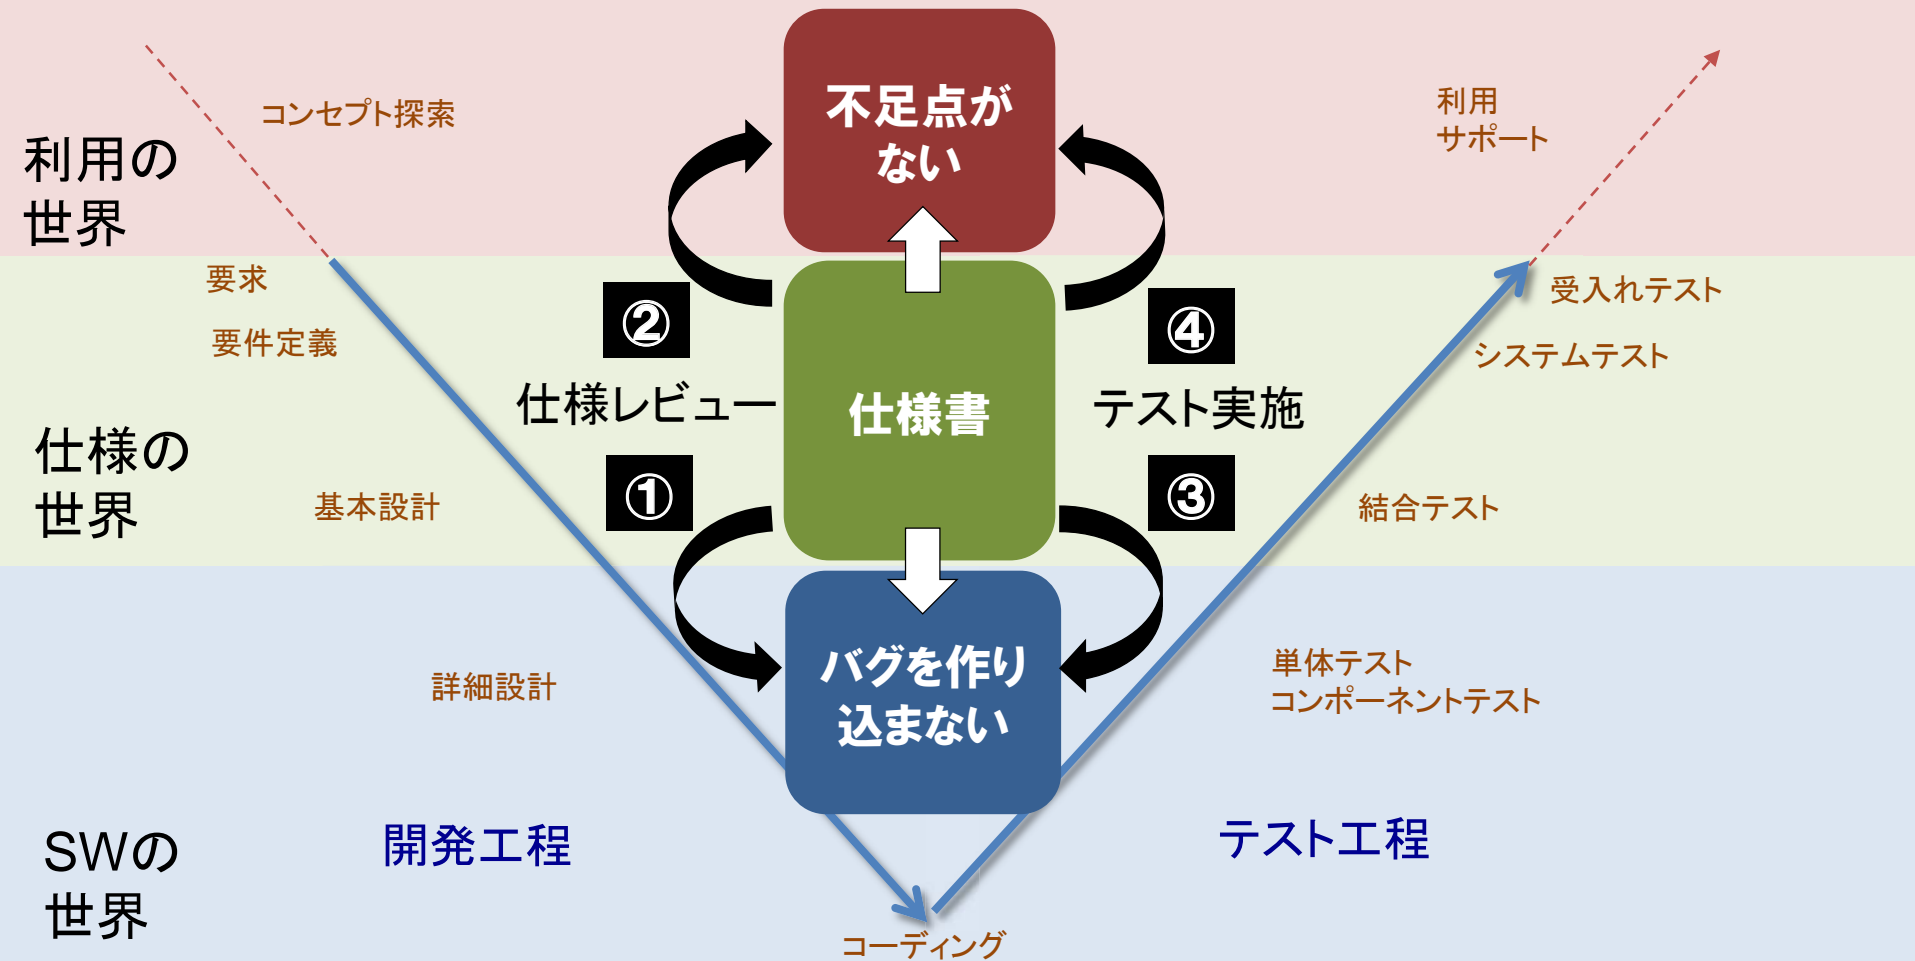 不足点が
ない
コンセプト探索
利用
サポート
利用の
世界
要求
要件定義
②
仕様レビュー
①
仕様書
④
テスト実施
③
受入れテスト
システムテスト
仕様の
世界
基本設計
結合テスト
バグを作り
込まない
詳細設計
単体テスト
コンポーネントテスト
SWの
世界
開発工程
テスト工程
コーディング